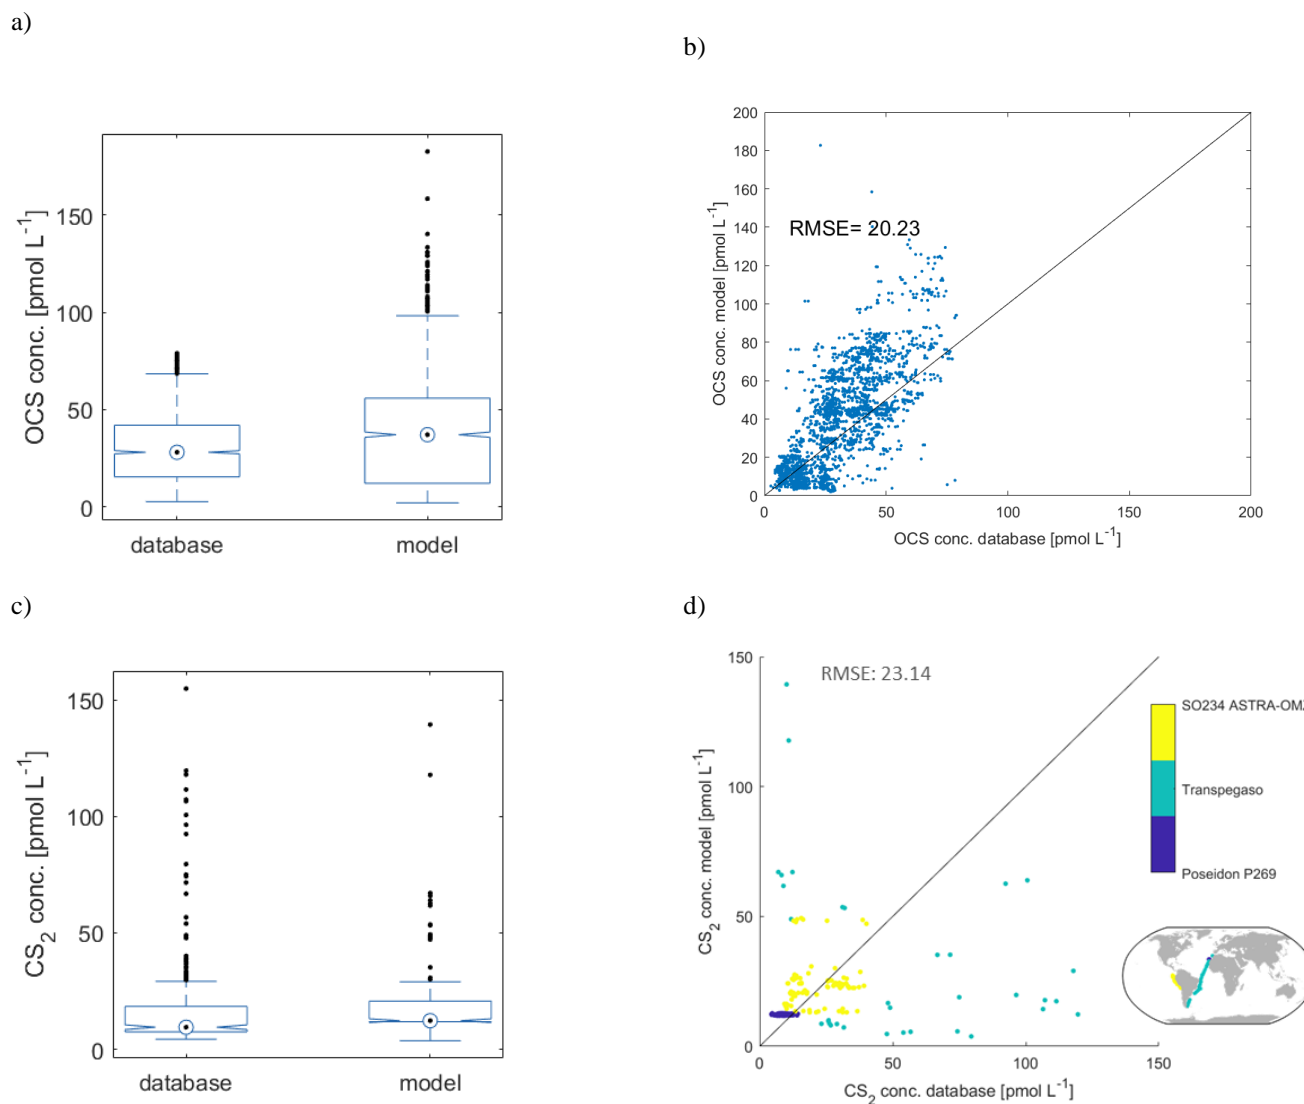 a)
b)
OCS conc. [pmol L⁻¹]
150
100
50
0
database
model
OCS conc. model [pmol L⁻¹]
200
180
160
140
120
100
80
60
40
20
0
RMSE= 20.23
0
50
100
150
200
OCS conc. database [pmol L⁻¹]
c)
d)
CS₂ conc. [pmol L⁻¹]
150
100
50
0
database
model
CS₂ conc. model [pmol L⁻¹]
150
100
50
0
RMSE: 23.14
SO234 ASTRA-OM
Transpegaso
Poseidon P269
0
50
100
150
CS₂ conc. database [pmol L⁻¹]